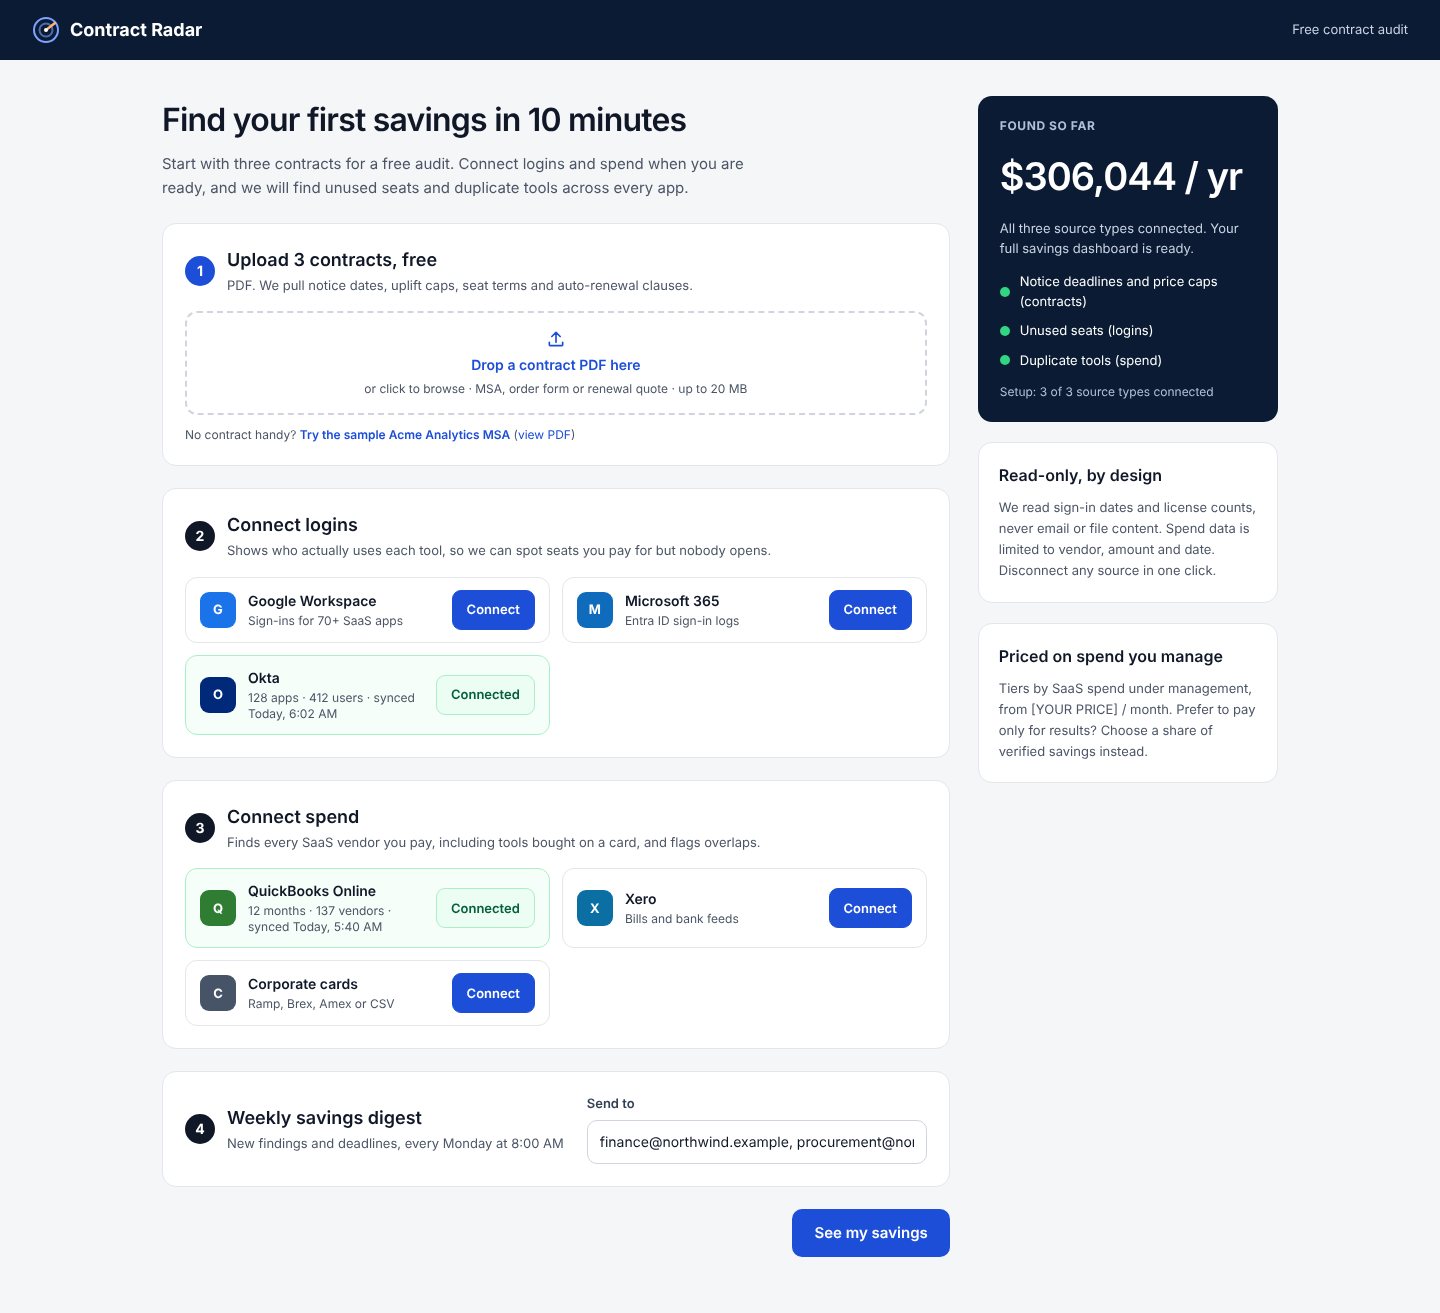 Contract Radar
Free contract audit
Find your first savings in 10 minutes
Start with three contracts for a free audit. Connect logins and spend when you are
ready, and we will find unused seats and duplicate tools across every app.
1
Upload 3 contracts, free
PDF. We pull notice dates, uplift caps, seat terms and auto-renewal clauses.
Drop a contract PDF here
or click to browse · MSA, order form or renewal quote · up to 20 MB
No contract handy? Try the sample Acme Analytics MSA (view PDF)
2
Connect logins
Shows who actually uses each tool, so we can spot seats you pay for but nobody opens.
G
Google Workspace
Sign-ins for 70+ SaaS apps
Connect
M
Microsoft 365
Entra ID sign-in logs
Connect
O
Okta
128 apps · 412 users · synced
Today, 6:02 AM
Connected
3
Connect spend
Finds every SaaS vendor you pay, including tools bought on a card, and flags overlaps.
Q
QuickBooks Online
12 months · 137 vendors ·
synced Today, 5:40 AM
Connected
X
Xero
Bills and bank feeds
Connect
C
Corporate cards
Ramp, Brex, Amex or CSV
Connect
4
Weekly savings digest
New findings and deadlines, every Monday at 8:00 AM
Send to
finance@northwind.example, procurement@nor
See my savings
FOUND SO FAR
$306,044 / yr
All three source types connected. Your
full savings dashboard is ready.
Notice deadlines and price caps
(contracts)
Unused seats (logins)
Duplicate tools (spend)
Setup: 3 of 3 source types connected
Read-only, by design
We read sign-in dates and license counts,
never email or file content. Spend data is
limited to vendor, amount and date.
Disconnect any source in one click.
Priced on spend you manage
Tiers by SaaS spend under management,
from [YOUR PRICE] / month. Prefer to pay
only for results? Choose a share of
verified savings instead.